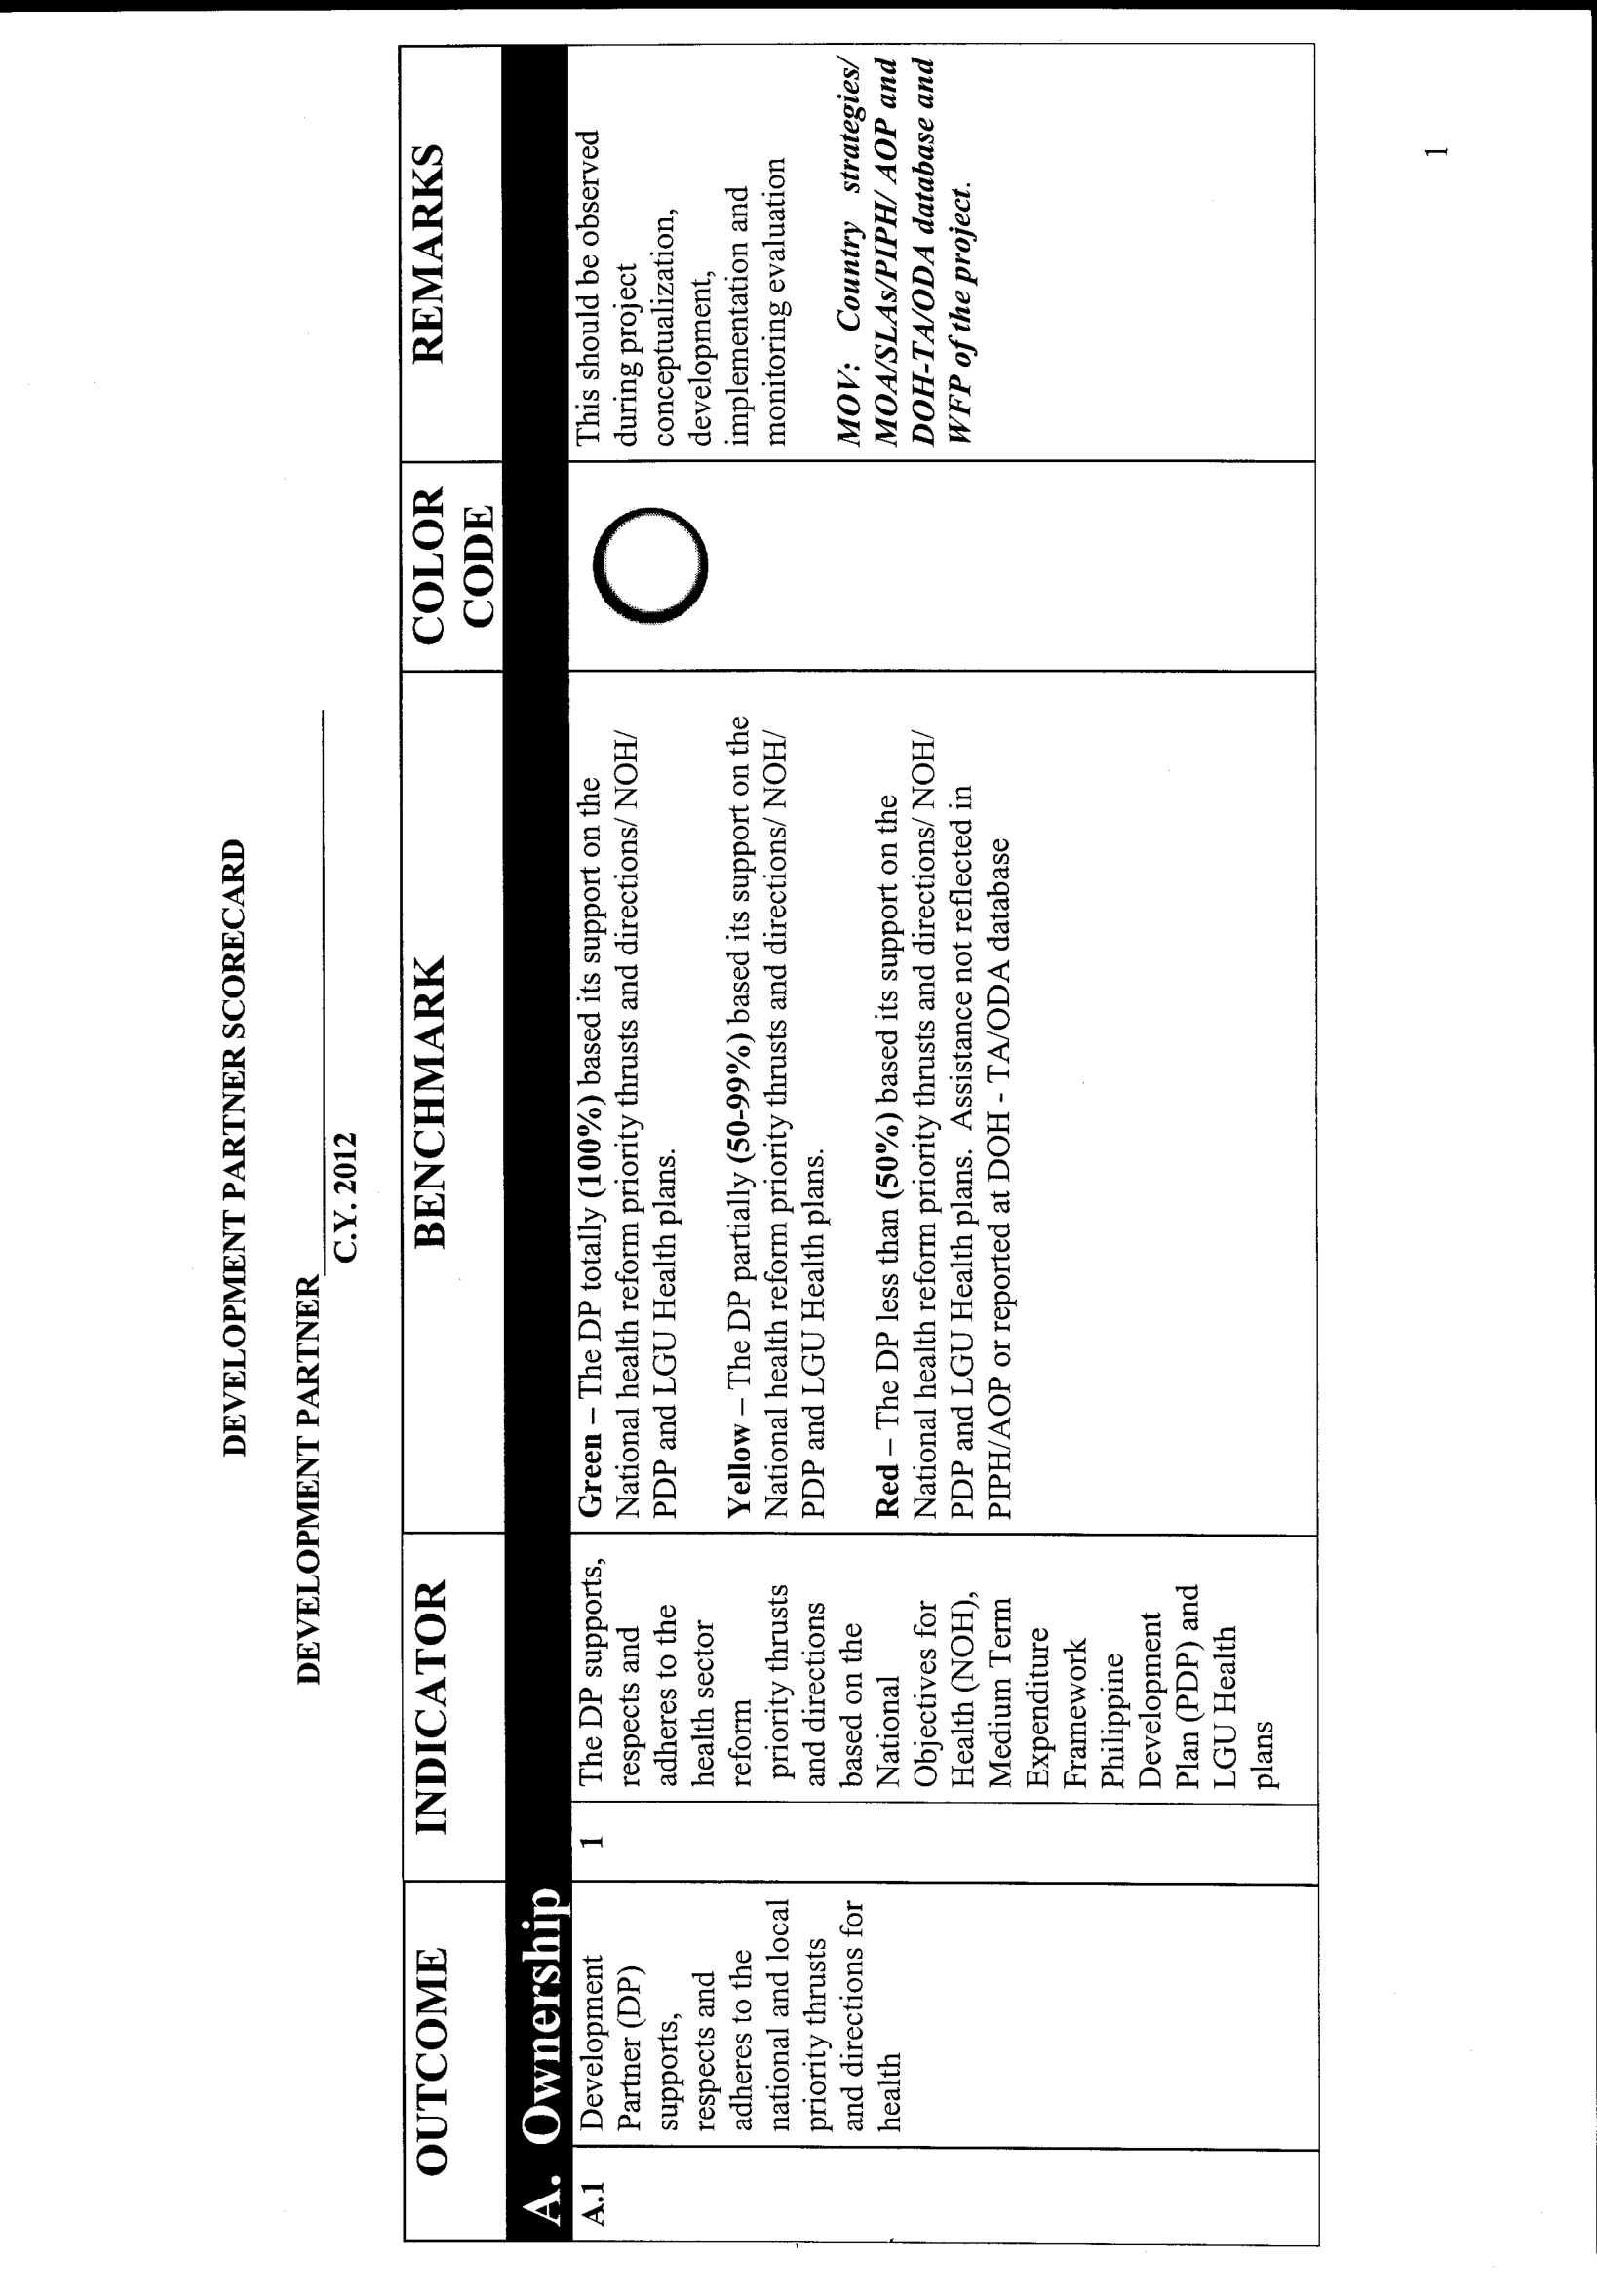 DEVELOPMENT PARTNER SCORECARD
DEVELOPMENT PARTNER
C.Y. 2012
OUTCOME
INDICATOR
BENCHMARK
COLOR
CODE
REMARKS
A. Ownership
A.1
Development
Partner (DP)
supports,
respects and
adheres to the
national and local
priority thrusts
and directions for
health
1
The DP supports,
respects and
adheres to the
health sector
reform
priority thrusts
and directions
based on the
National
Objectives for
Health (NOH),
Medium Term
Expenditure
Framework
Philippine
Development
Plan (PDP) and
LGU Health
plans
Green – The DP totally (100%) based its support on the
National health reform priority thrusts and directions/ NOH/
PDP and LGU Health plans.
Yellow – The DP partially (50-99%) based its support on the
National health reform priority thrusts and directions/ NOH/
PDP and LGU Health plans.
Red – The DP less than (50%) based its support on the
National health reform priority thrusts and directions/ NOH/
PDP and LGU Health plans. Assistance not reflected in
PIPH/AOP or reported at DOH - TA/ODA database
This should be observed
during project
conceptualization,
development,
implementation and
monitoring evaluation
MOV: Country strategies/
MOA/SLAs/PIPH/ AOP and
DOH-TA/ODA database and
WFP of the project.
1